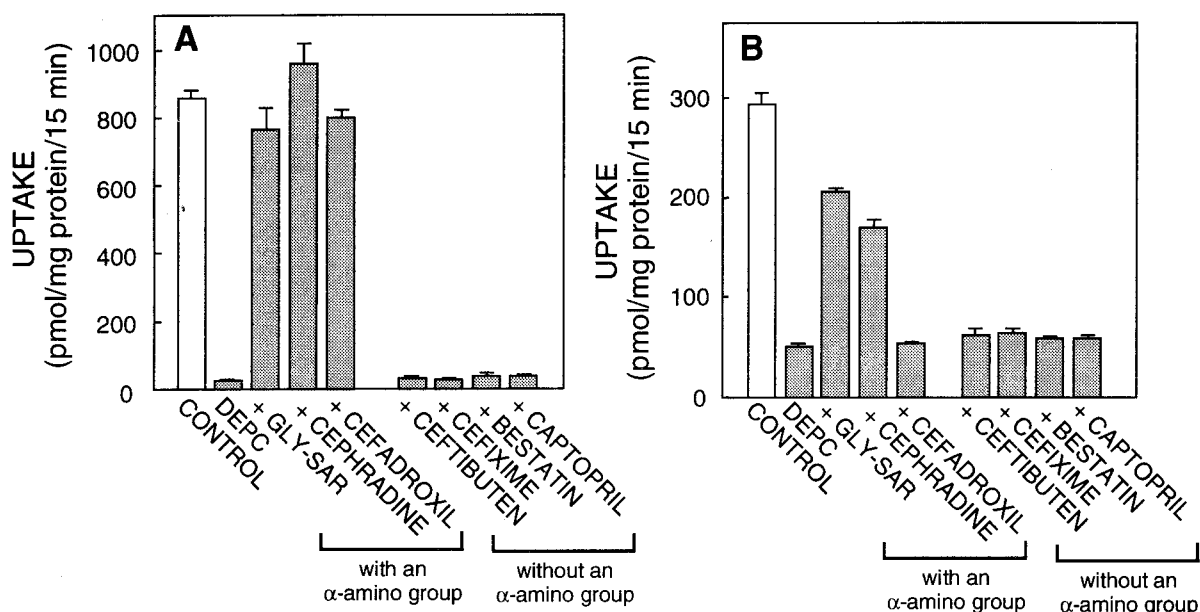 A
UPTAKE
(pmol/mg protein/15 min)
1000
800
600
400
200
0
CONTROL
DEPC
+ GLY-SAR
+ CEPHRADINE
+ CEFADROXIL
+ CEFTIBUTEN
+ CEFIXIME
+ BESTATIN
+ CAPTOPRIL
with an
α-amino group
without an
α-amino group
B
UPTAKE
(pmol/mg protein/15 min)
300
200
100
0
CONTROL
DEPC
+ GLY-SAR
+ CEPHRADINE
+ CEFADROXIL
+ CEFTIBUTEN
+ CEFIXIME
+ BESTATIN
+ CAPTOPRIL
with an
α-amino group
without an
α-amino group